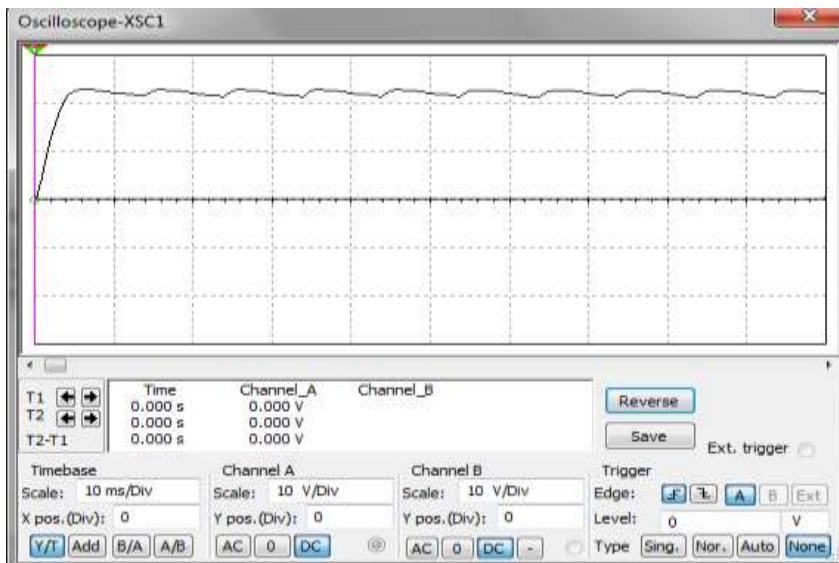 Oscilloscope-XSC1
T1
T2
T2-T1
Time Channel_A Channel_B
0.000 s 0.000 V
0.000 s 0.000 V
0.000 s 0.000 V
Reverse
Save
Ext. trigger
Timebase
Scale: 10 ms/Div
X pos.(Div): 0
Y/T Add B/A A/B
Channel A
Scale: 10 V/Div
Y pos.(Div): 0
AC 0 DC
Channel B
Scale: 10 V/Div
Y pos.(Div): 0
AC 0 DC -
Trigger
Edge: A B Ext
Level: 0 V
Type Sing. Nor. Auto None